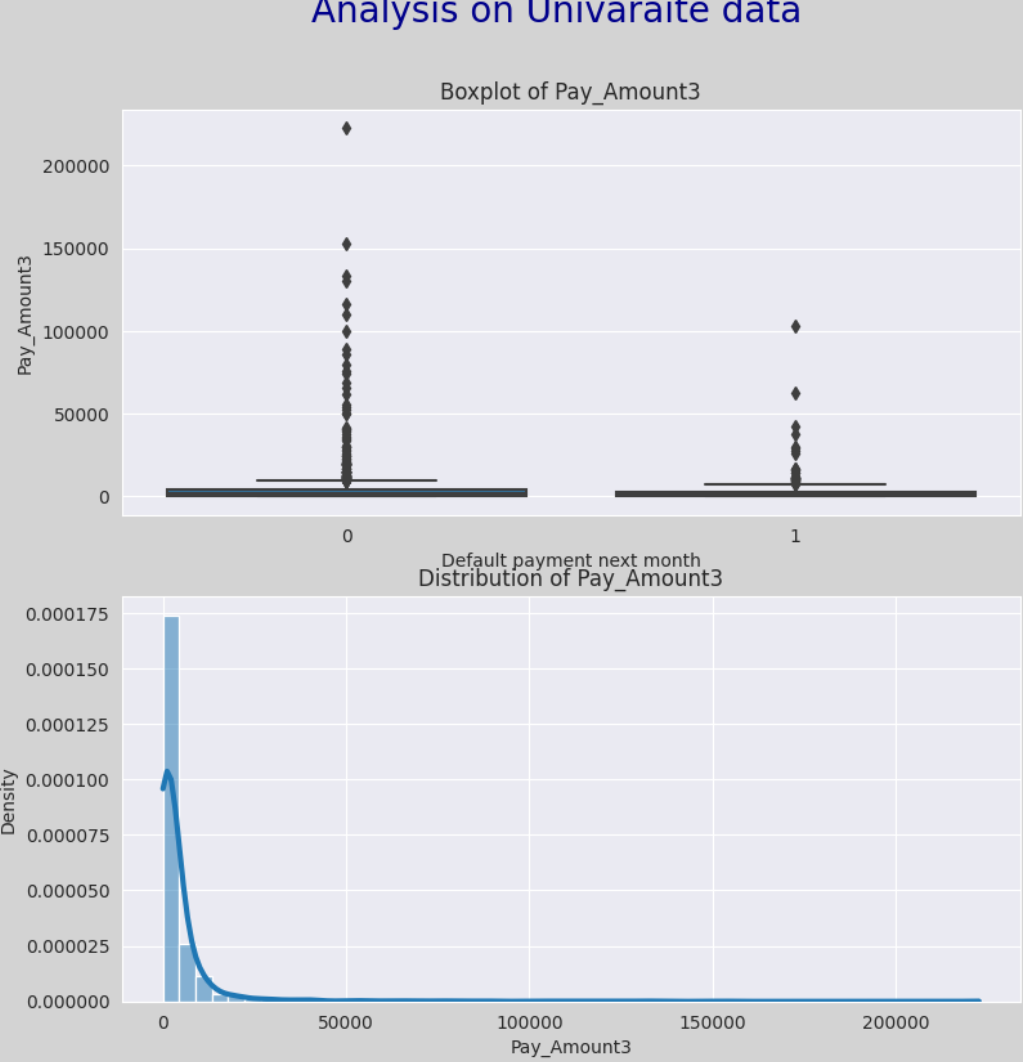 Analysis on Univaraite data
Boxplot of Pay_Amount3
200000
150000
100000
50000
0
Pay_Amount3
0 1
Default payment next month
Distribution of Pay_Amount3
0.000175
0.000150
0.000125
0.000100
0.000075
0.000050
0.000025
0.000000
Density
0 50000 100000 150000 200000
Pay_Amount3